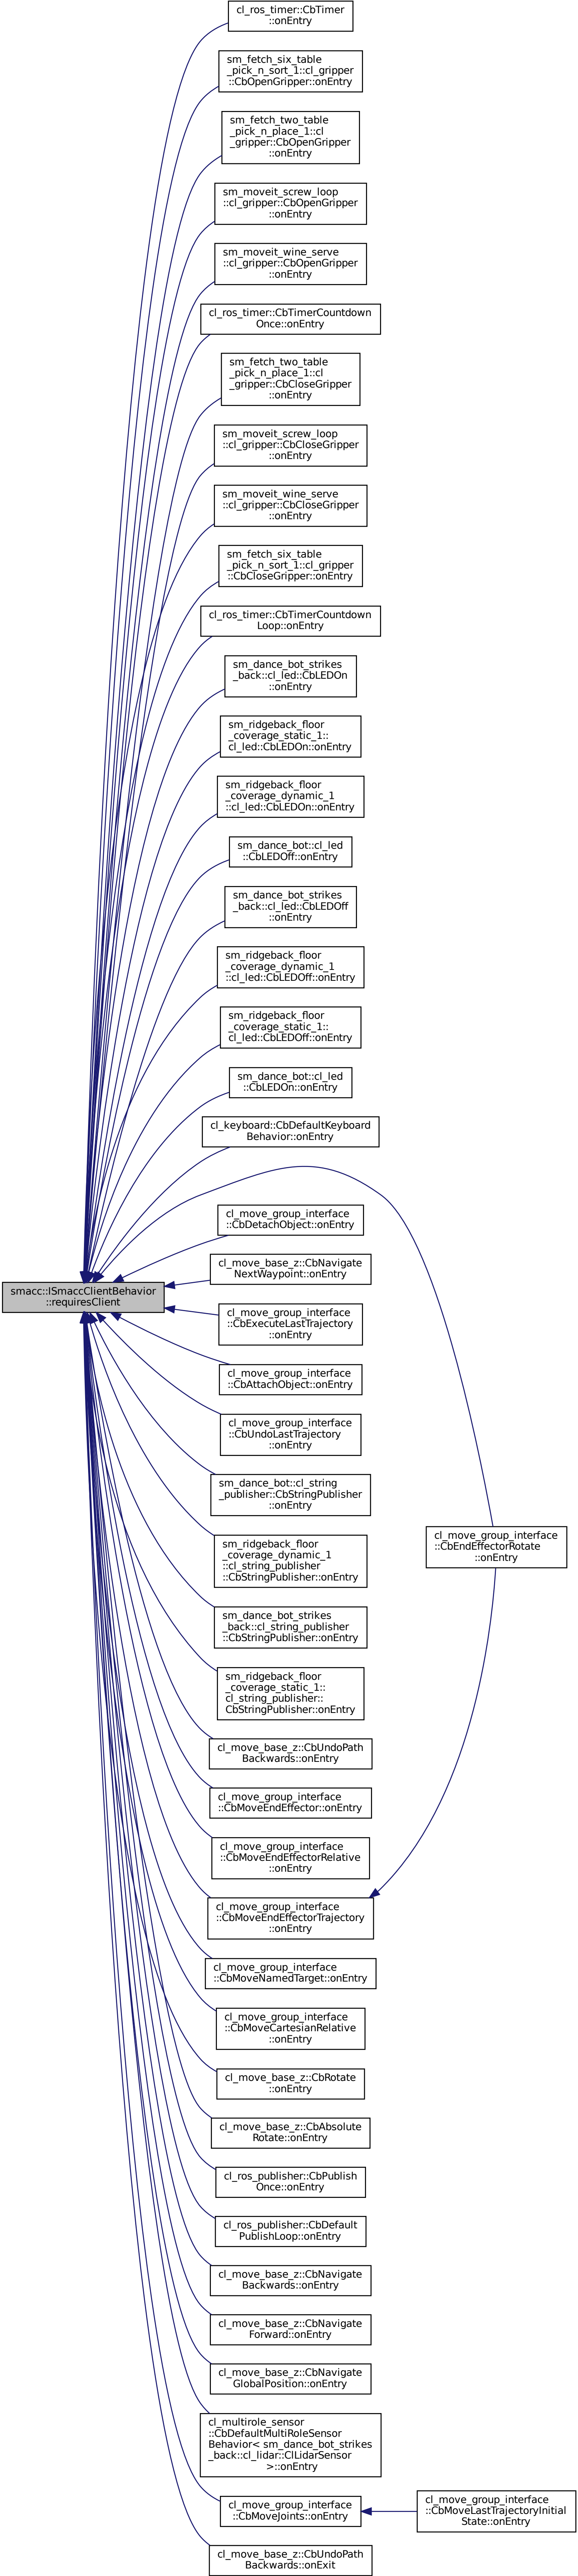 cl_ros_timer::CbTimer
::onEntry
sm_fetch_six_table
_pick_n_sort_1::cl_gripper
::CbOpenGripper::onEntry
sm_fetch_two_table
_pick_n_place_1::cl
_gripper::CbOpenGripper
::onEntry
sm_moveit_screw_loop
::cl_gripper::CbOpenGripper
::onEntry
sm_moveit_wine_serve
::cl_gripper::CbOpenGripper
::onEntry
cl_ros_timer::CbTimerCountdown
Once::onEntry
sm_fetch_two_table
_pick_n_place_1::cl
_gripper::CbCloseGripper
::onEntry
sm_moveit_screw_loop
::cl_gripper::CbCloseGripper
::onEntry
sm_moveit_wine_serve
::cl_gripper::CbCloseGripper
::onEntry
sm_fetch_six_table
_pick_n_sort_1::cl_gripper
::CbCloseGripper::onEntry
cl_ros_timer::CbTimerCountdown
Loop::onEntry
sm_dance_bot_strikes
_back::cl_led::CbLEDOn
::onEntry
sm_ridgeback_floor
_coverage_static_1::
cl_led::CbLEDOn::onEntry
sm_ridgeback_floor
_coverage_dynamic_1
::cl_led::CbLEDOn::onEntry
sm_dance_bot::cl_led
::CbLEDOff::onEntry
sm_dance_bot_strikes
_back::cl_led::CbLEDOff
::onEntry
sm_ridgeback_floor
_coverage_dynamic_1
::cl_led::CbLEDOff::onEntry
sm_ridgeback_floor
_coverage_static_1::
cl_led::CbLEDOff::onEntry
sm_dance_bot::cl_led
::CbLEDOn::onEntry
cl_keyboard::CbDefaultKeyboard
Behavior::onEntry
cl_move_group_interface
::CbDetachObject::onEntry
cl_move_base_z::CbNavigate
NextWaypoint::onEntry
smacc::ISmaccClientBehavior
::requiresClient
cl_move_group_interface
::CbExecuteLastTrajectory
::onEntry
cl_move_group_interface
::CbAttachObject::onEntry
cl_move_group_interface
::CbUndoLastTrajectory
::onEntry
sm_dance_bot::cl_string
_publisher::CbStringPublisher
::onEntry
cl_move_group_interface
::CbEndEffectorRotate
::onEntry
sm_ridgeback_floor
_coverage_dynamic_1
::cl_string_publisher
::CbStringPublisher::onEntry
sm_dance_bot_strikes
_back::cl_string_publisher
::CbStringPublisher::onEntry
sm_ridgeback_floor
_coverage_static_1::
cl_string_publisher::
CbStringPublisher::onEntry
cl_move_base_z::CbUndoPath
Backwards::onEntry
cl_move_group_interface
::CbMoveEndEffector::onEntry
cl_move_group_interface
::CbMoveEndEffectorRelative
::onEntry
cl_move_group_interface
::CbMoveEndEffectorTrajectory
::onEntry
cl_move_group_interface
::CbMoveNamedTarget::onEntry
cl_move_group_interface
::CbMoveCartesianRelative
::onEntry
cl_move_base_z::CbRotate
::onEntry
cl_move_base_z::CbAbsolute
Rotate::onEntry
cl_ros_publisher::CbPublish
Once::onEntry
cl_ros_publisher::CbDefault
PublishLoop::onEntry
cl_move_base_z::CbNavigate
Backwards::onEntry
cl_move_base_z::CbNavigate
Forward::onEntry
cl_move_base_z::CbNavigate
GlobalPosition::onEntry
cl_multirole_sensor
::CbDefaultMultiRoleSensor
Behavior< sm_dance_bot_strikes
_back::cl_lidar::ClLidarSensor
>::onEntry
cl_move_group_interface
::CbMoveJoints::onEntry
cl_move_group_interface
::CbMoveLastTrajectoryInitial
State::onEntry
cl_move_base_z::CbUndoPath
Backwards::onExit